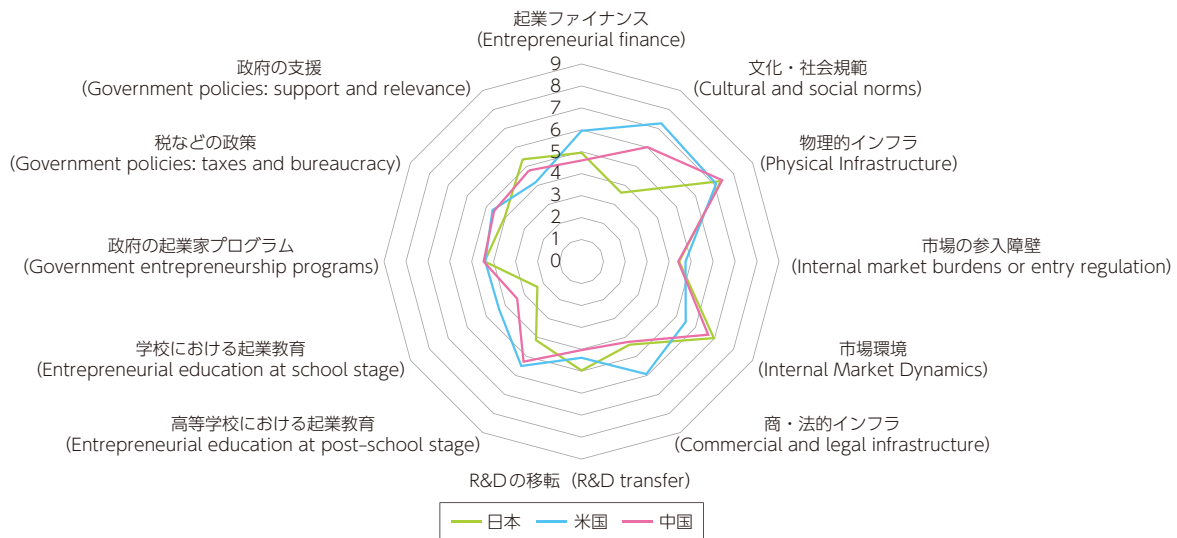 起業ファイナンス
(Entrepreneurial finance)
文化・社会規範
(Cultural and social norms)
物理的インフラ
(Physical Infrastructure)
市場の参入障壁
(Internal market burdens or entry regulation)
市場環境
(Internal Market Dynamics)
商・法的インフラ
(Commercial and legal infrastructure)
R&Dの移転 (R&D transfer)
高等学校における起業教育
(Entrepreneurial education at post-school stage)
学校における起業教育
(Entrepreneurial education at school stage)
政府の起業家プログラム
(Government entrepreneurship programs)
税などの政策
(Government policies: taxes and bureaucracy)
政府の支援
(Government policies: support and relevance)
9
8
7
6
5
4
3
2
1
0
日本 米国 中国